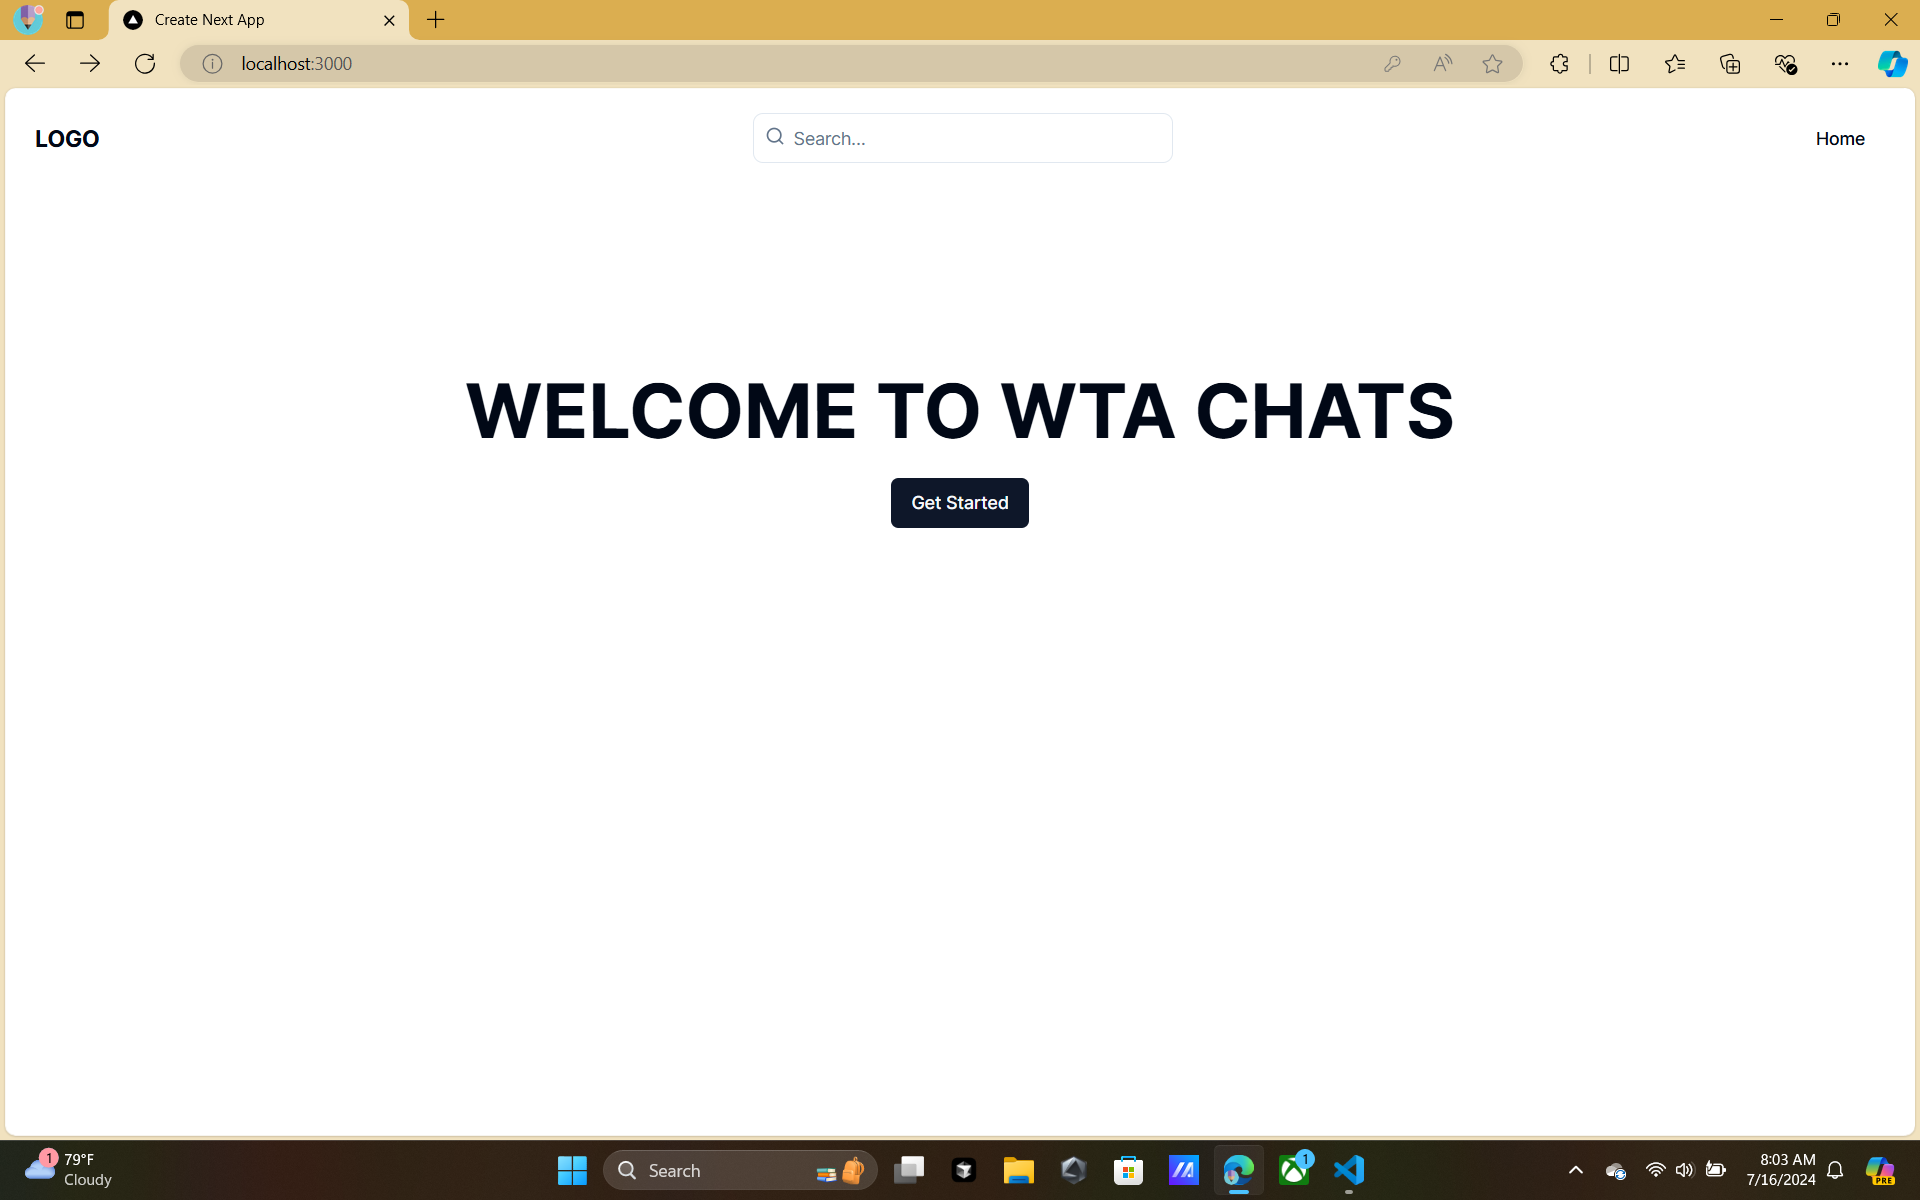 Create Next App
localhost:3000
LOGO
Search...
Home
WELCOME TO WTA CHATS
Get Started
1
79°F
Cloudy
Search
1
8:03 AM
7/16/2024
PRE